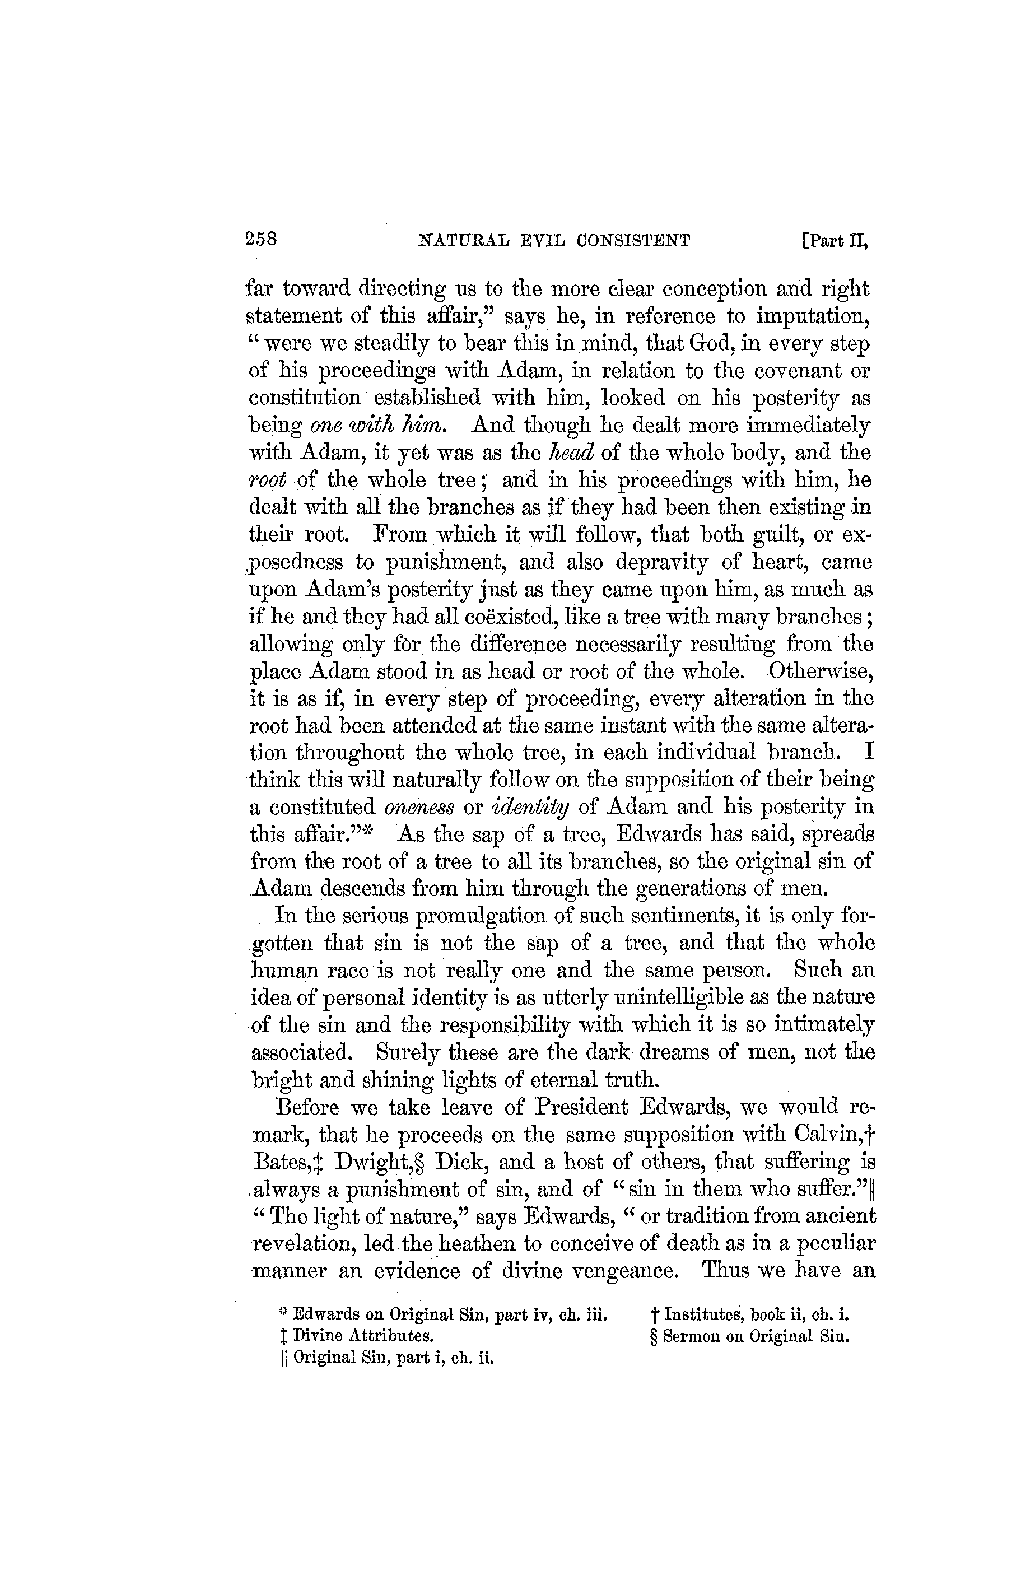 258 NATURAL EVIL CONSISTENT [Part II,
far toward directing us to the more clear conception and right
statement of this affair,” says he, in reference to imputation,
“were we steadily to bear this in mind, that God, in every step
of his proceedings with Adam, in relation to the covenant or
constitution established with him, looked on his posterity as
being one with him. And though he dealt more immediately
with Adam, it yet was as the head of the whole body, and the
root of the whole tree; and in his proceedings with him, he
dealt with all the branches as if they had been then existing in
their root. From which it will follow, that both guilt, or ex-
posedness to punishment, and also depravity of heart, came
upon Adam’s posterity just as they came upon him, as much as
if he and they had all coëxisted, like a tree with many branches;
allowing only for the difference necessarily resulting from the
place Adam stood in as head or root of the whole. Otherwise,
it is as if, in every step of proceeding, every alteration in the
root had been attended at the same instant with the same altera-
tion throughout the whole tree, in each individual branch. I
think this will naturally follow on the supposition of their being
a constituted oneness or identity of Adam and his posterity in
this affair.”* As the sap of a tree, Edwards has said, spreads
from the root of a tree to all its branches, so the original sin of
Adam descends from him through the generations of men.
In the serious promulgation of such sentiments, it is only for-
gotten that sin is not the sap of a tree, and that the whole
human race is not really one and the same person. Such an
idea of personal identity is as utterly unintelligible as the nature
of the sin and the responsibility with which it is so intimately
associated. Surely these are the dark dreams of men, not the
bright and shining lights of eternal truth.
Before we take leave of President Edwards, we would re-
mark, that he proceeds on the same supposition with Calvin,†
Bates,‡ Dwight,§ Dick, and a host of others, that suffering is
always a punishment of sin, and of “sin in them who suffer.”‖
“The light of nature,” says Edwards, “or tradition from ancient
revelation, led the heathen to conceive of death as in a peculiar
manner an evidence of divine vengeance. Thus we have an
* Edwards on Original Sin, part iv, ch. iii. † Institutes, book ii, ch. i.
‡ Divine Attributes. § Sermon on Original Sin.
‖ Original Sin, part i, ch. ii.